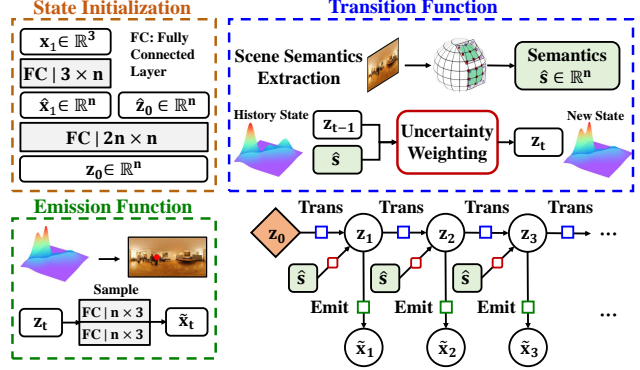 State Initialization
x₁ ∈ ℝ³
FC: Fully
Connected
Layer
FC | 3 × n
x̂₁ ∈ ℝⁿ
ẑ₀ ∈ ℝⁿ
FC | 2n × n
z₀ ∈ ℝⁿ
Transition Function
Scene Semantics
Extraction
Semantics
ŝ ∈ ℝⁿ
History State
z_{t-1}
ŝ
Uncertainty
Weighting
z_t
New State
Emission Function
Sample
z_t
FC | n × 3
FC | n × 3
x̃_t
Trans Trans Trans Trans
z₀ z₁ z₂ z₃ ...
ŝ ŝ ŝ
Emit Emit Emit ...
x̃₁ x̃₂ x̃₃